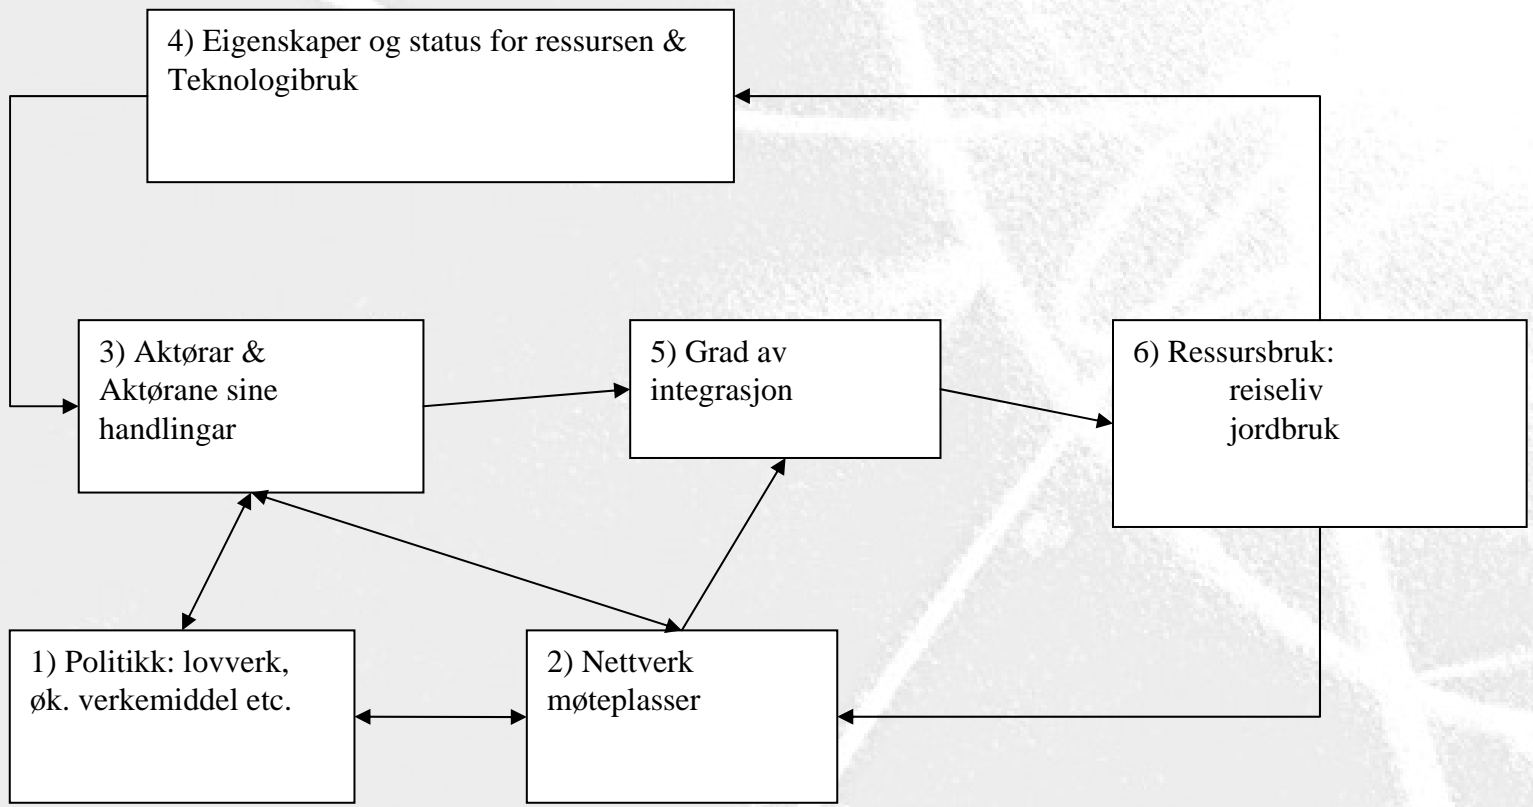 4) Eigenskaper og status for ressursen &
Teknologibruk
3) Aktørar &
Aktørane sine
handlingar
5) Grad av
integrasjon
6) Ressursbruk:
reiseliv
jordbruk
1) Politikk: lovverk,
øk. verkemiddel etc.
2) Nettverk
møteplasser